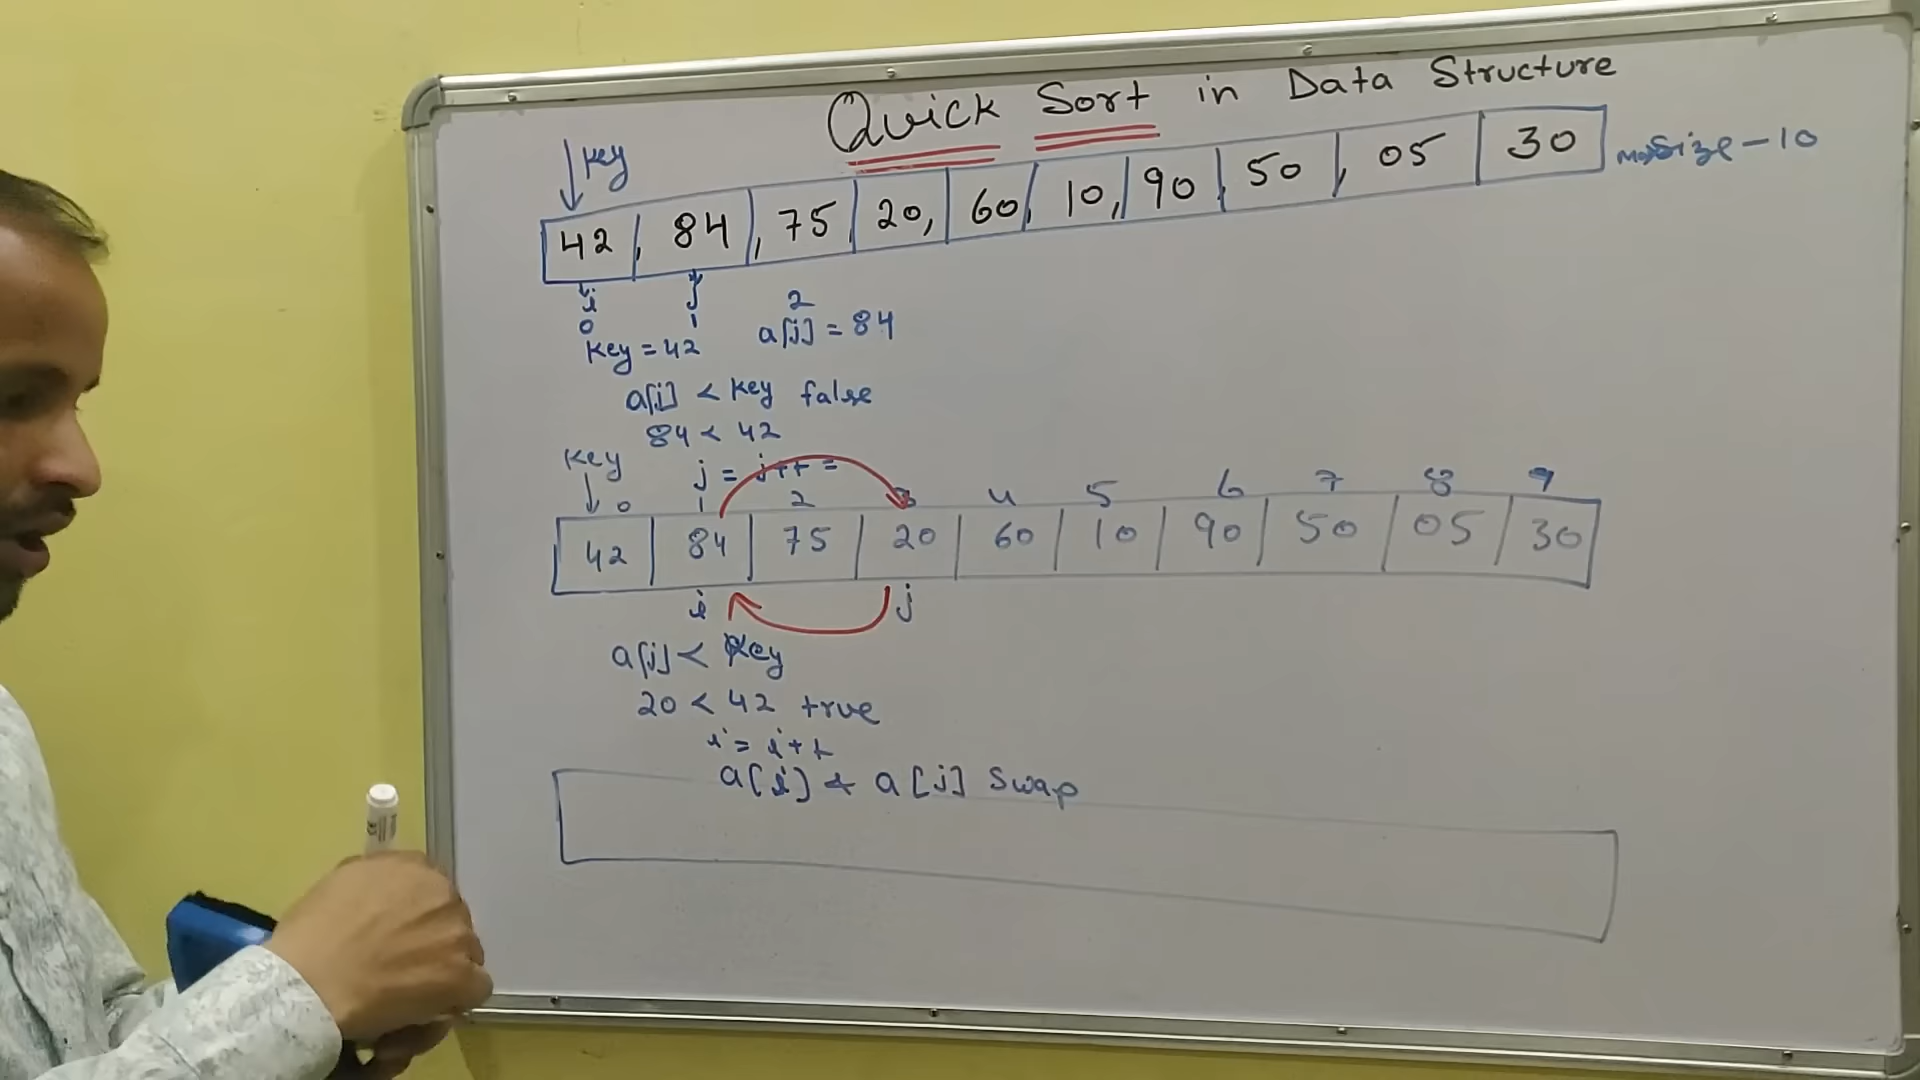 Quick Sort in Data Structure
key
42, 84, 75, 20, 60, 10, 90, 50, 05 30 Size - 10
i j
0 1 2
key = 42 a[j] = 84
a[j] < key false
84 < 42
key j = j++ =
0 1 2 3 4 5 6 7 8 9
42 84 75 20 60 10 90 50 05 30
i j
a[j] < key
20 < 42 true
i = i++
a[i] & a[j] Swap